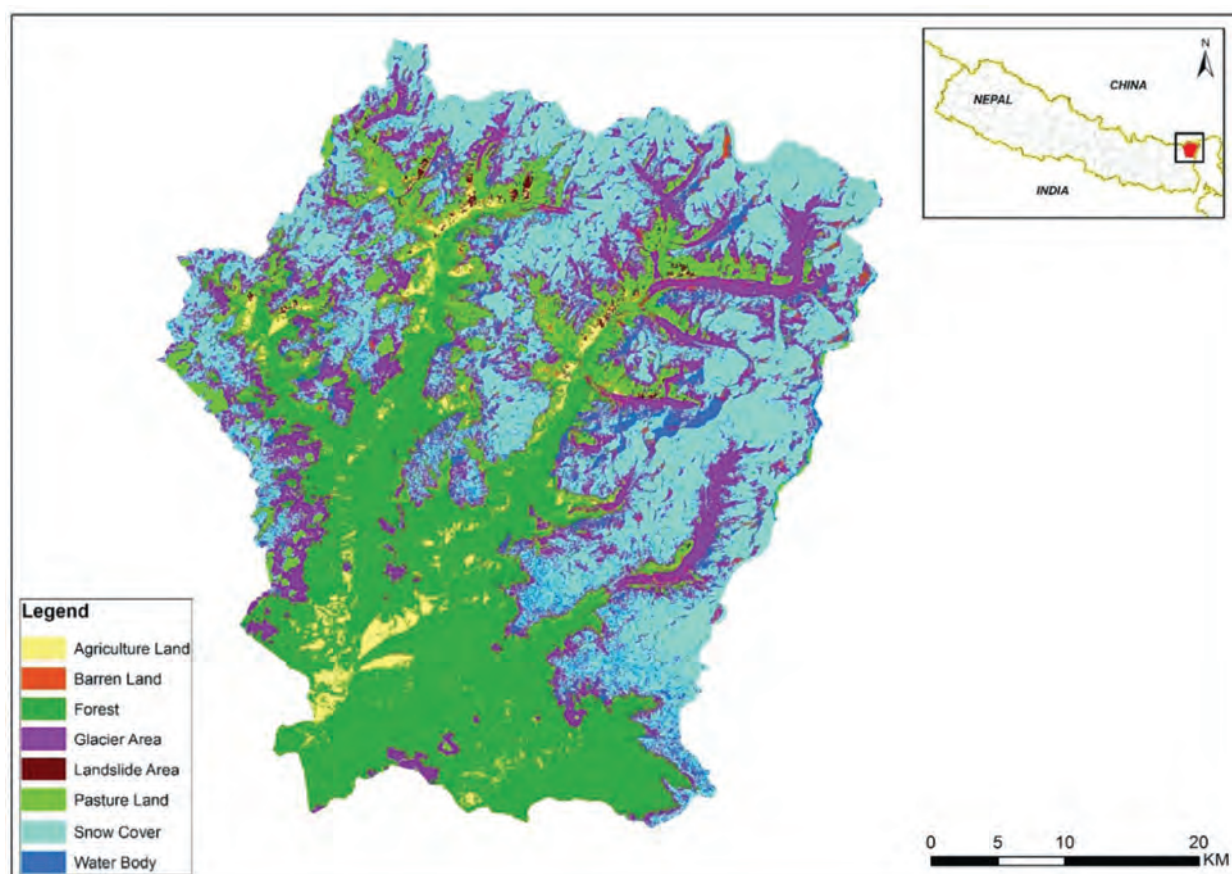 N
CHINA
NEPAL
INDIA
Legend
Agriculture Land
Barren Land
Forest
Glacier Area
Landslide Area
Pasture Land
Snow Cover
Water Body
0 5 10 20
KM